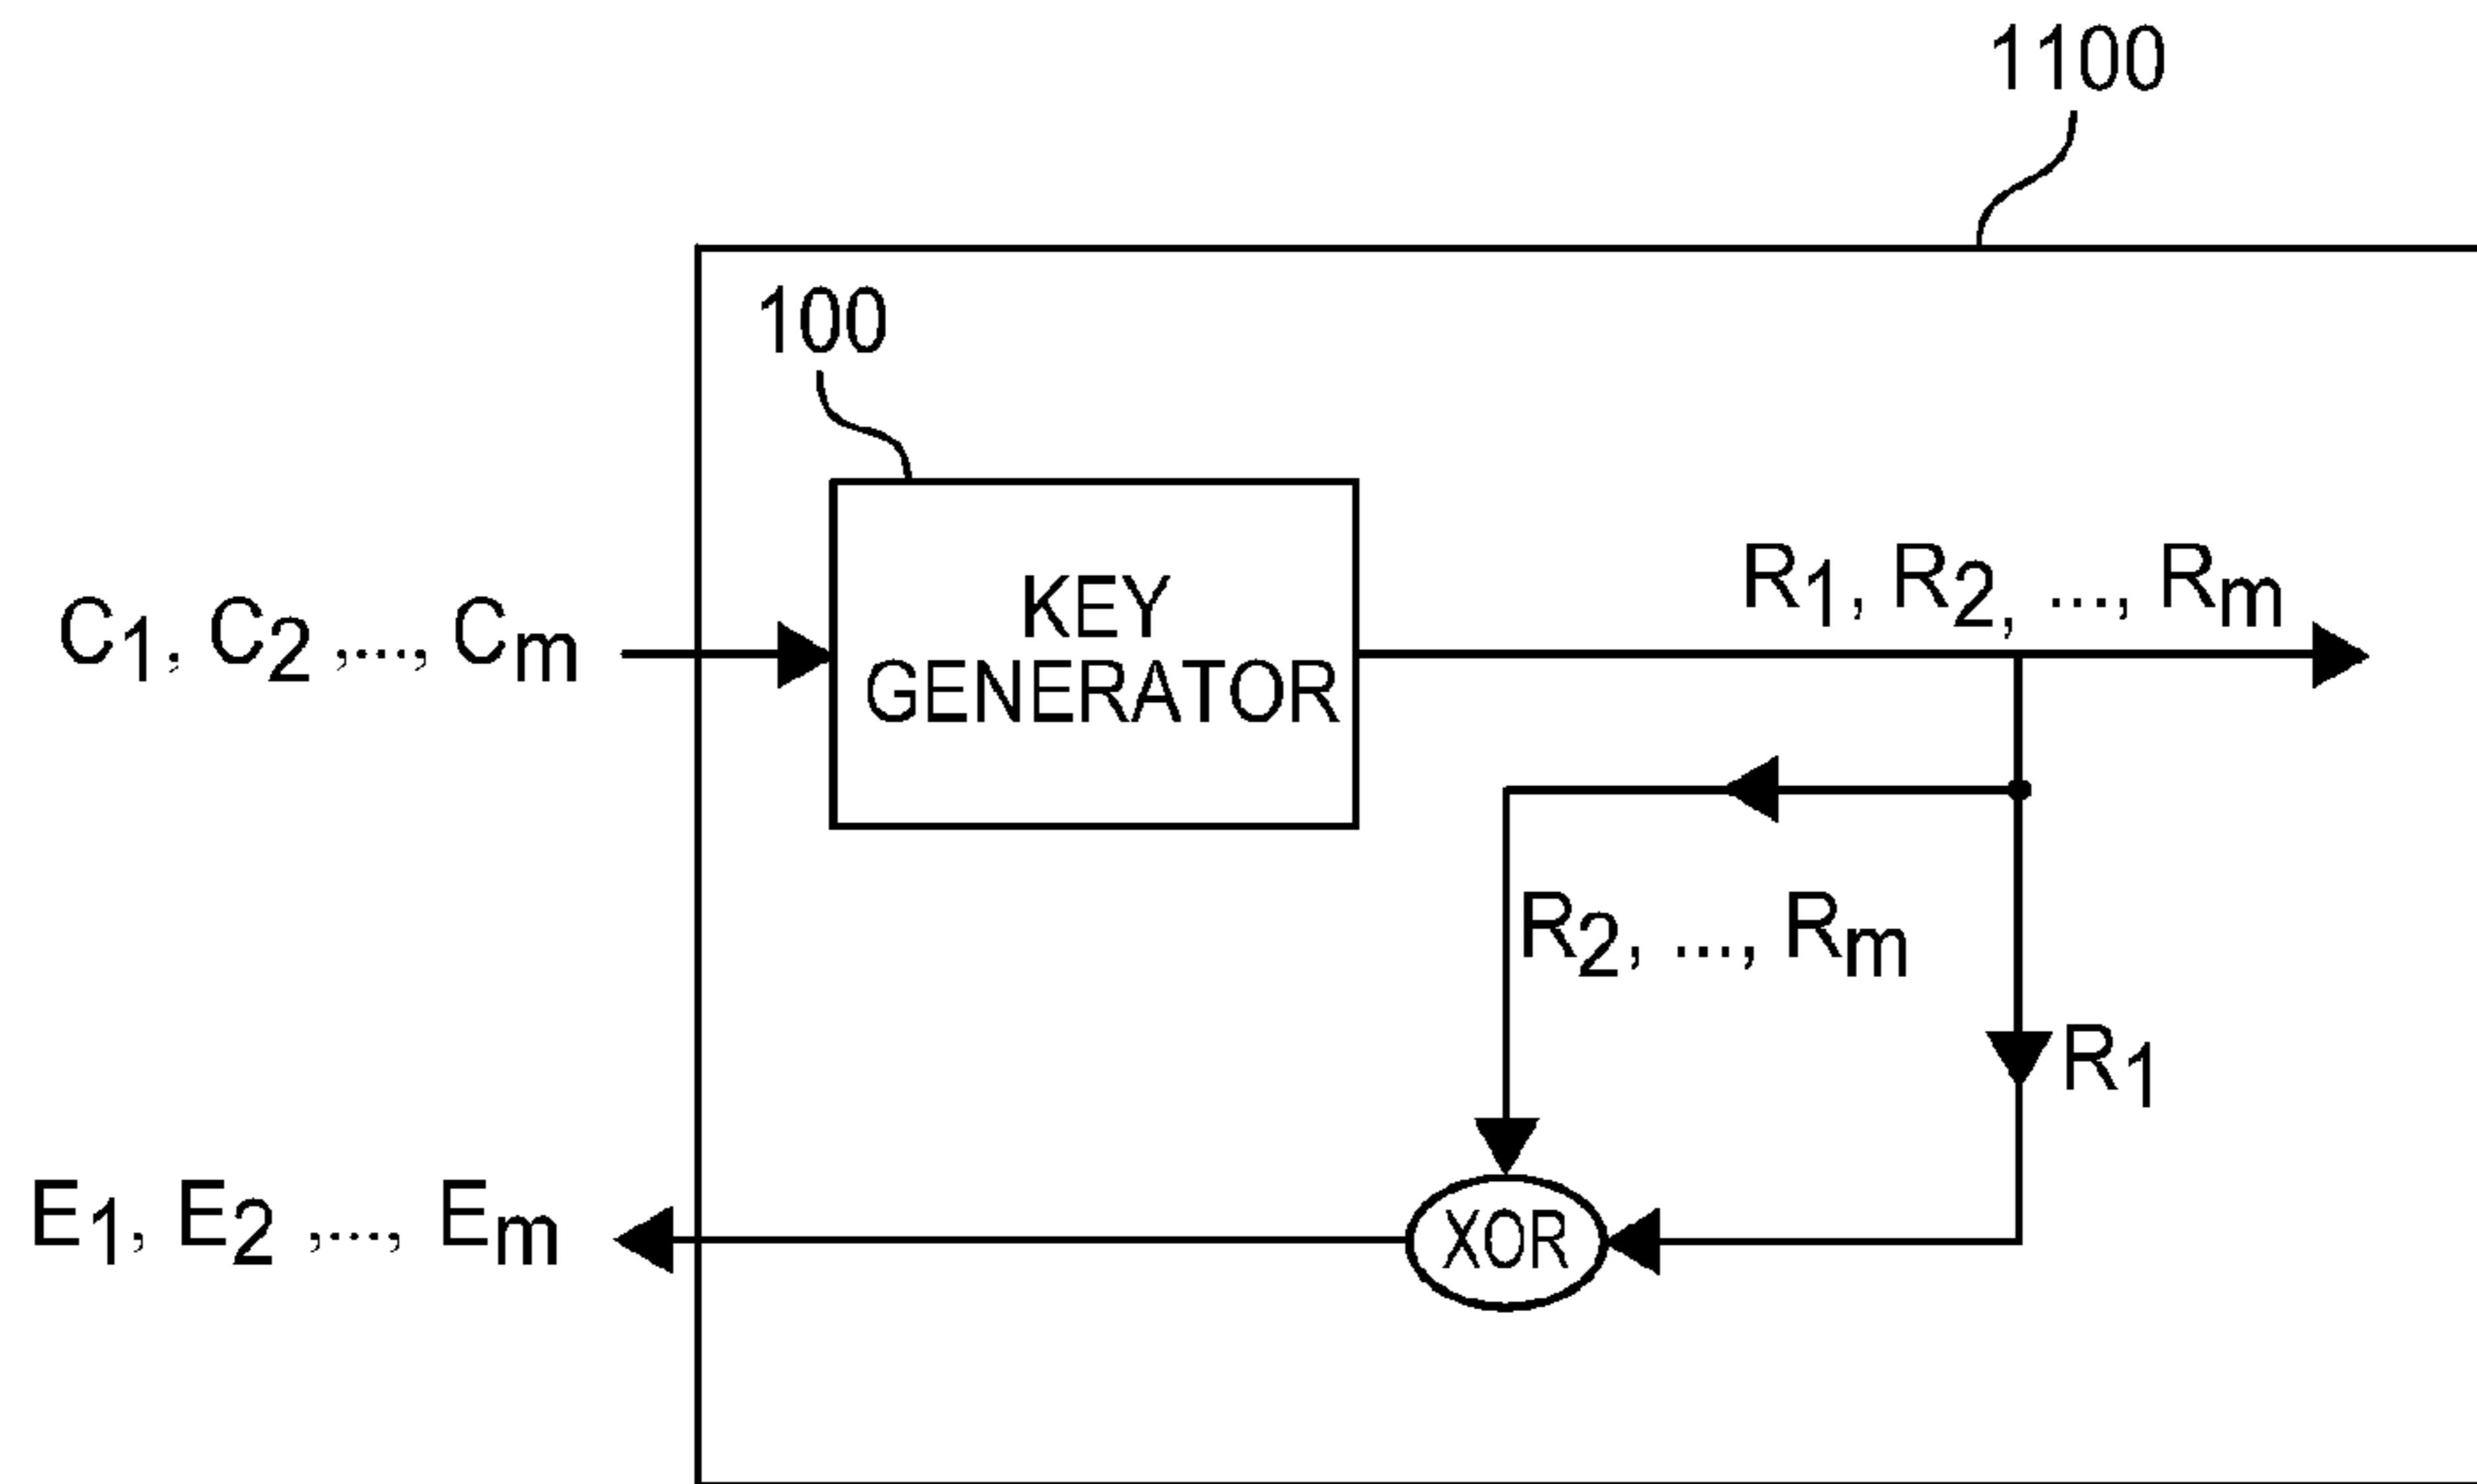 1100
100
KEY
GENERATOR
R1, R2, ..., Rm
C1, C2 ,..., Cm
R2, ..., Rm
R1
E1, E2 ,..., Em
XOR